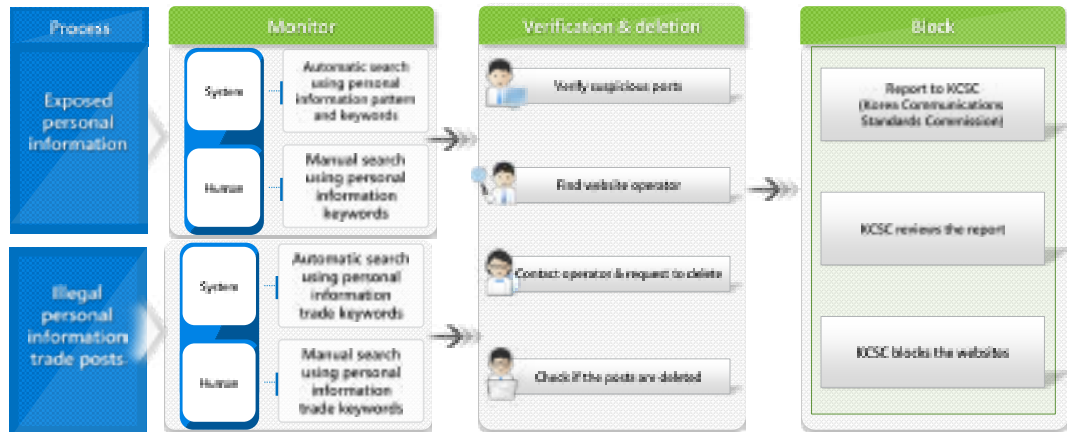 Process
Monitor
Verification & deletion
Block
Exposed
personal
information
System
Automatic search
using personal
information pattern
and keywords
Human
Manual search
using personal
information
keywords
Illegal
personal
information
trade posts
System
Automatic search
using personal
information
trade keywords
Human
Manual search
using personal
information
trade keywords
Verify suspicious posts
Find website operator
Contact operator & request to delete
Check if the posts are deleted
Report to KCSC
(Korea Communications
Standards Commission)
KCSC reviews the report
KCSC blocks the websites